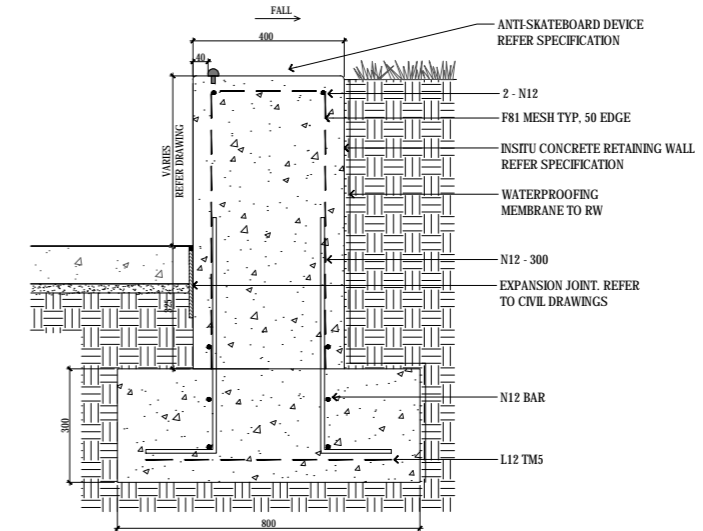 FALL
400
40
ANTI-SKATEBOARD DEVICE
REFER SPECIFICATION
2 - N12
F81 MESH TYP, 50 EDGE
INSITU CONCRETE RETAINING WALL
REFER SPECIFICATION
VARIES
REFER DRAWING
WATERPROOFING
MEMBRANE TO RW
N12 - 300
EXPANSION JOINT. REFER
TO CIVIL DRAWINGS
325
N12 BAR
300
L12 TM5
800